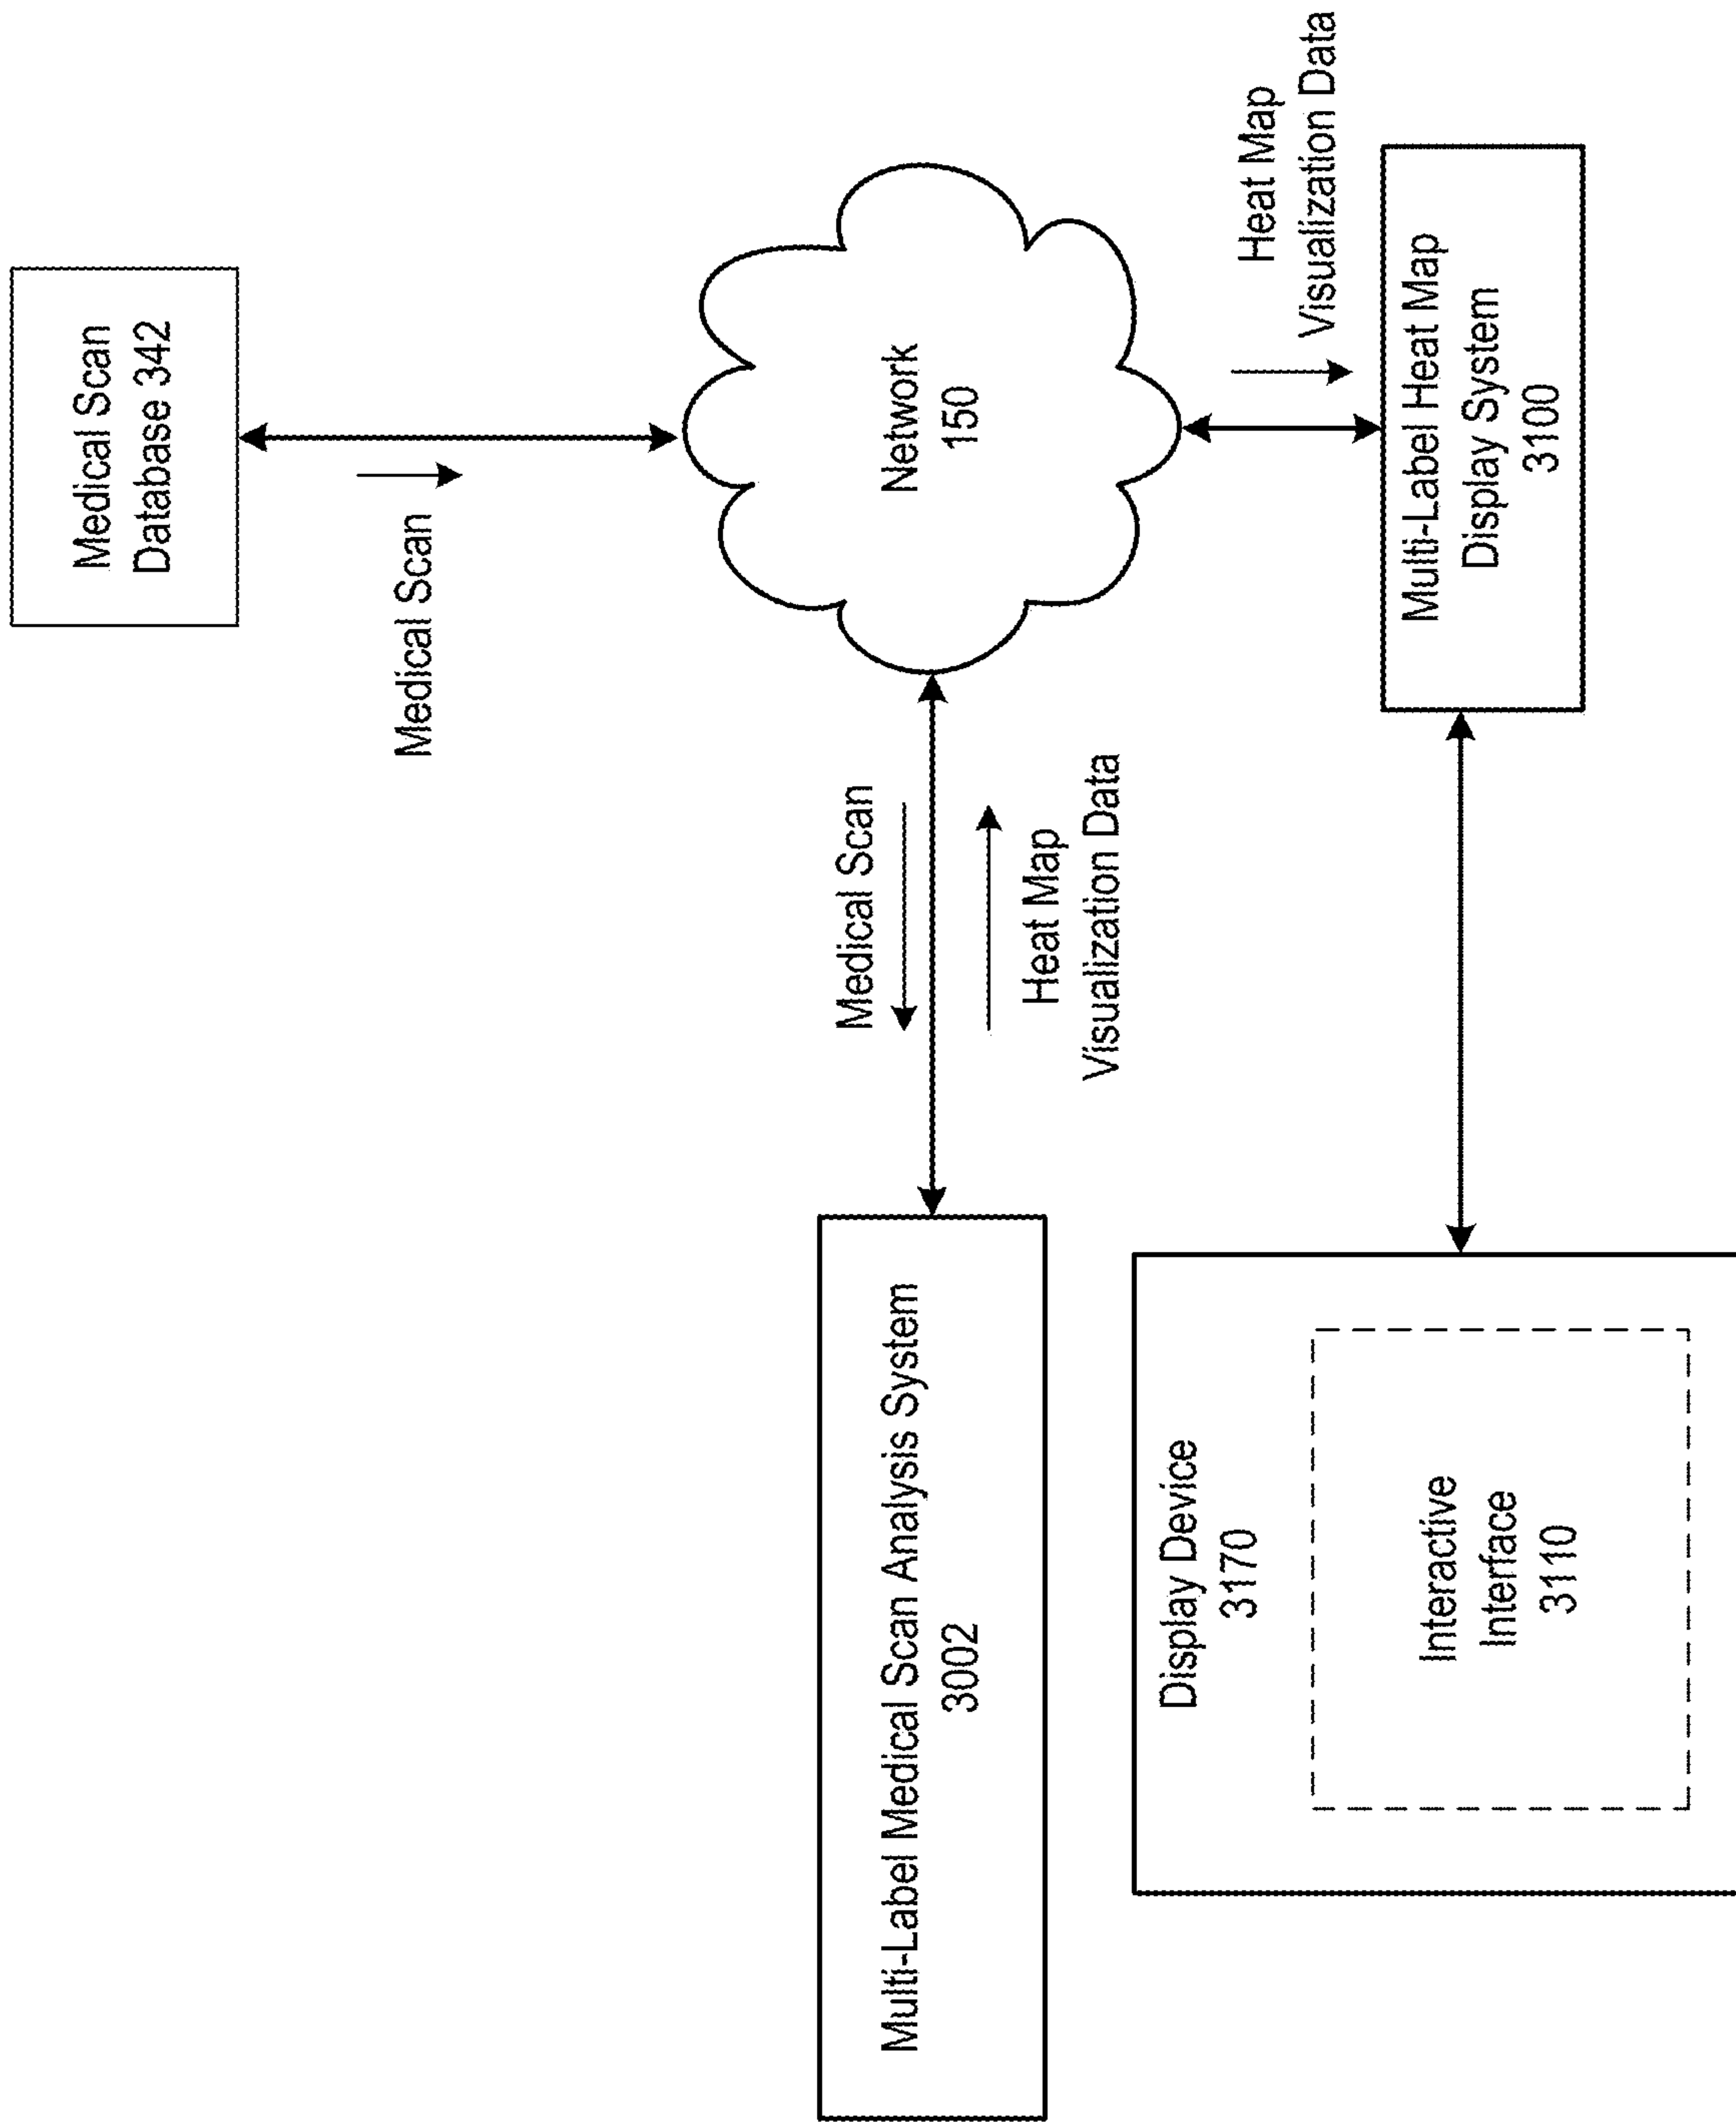 Medical Scan
Database 342
Medical Scan
Network
150
Medical Scan
Heat Map
Visualization Data
Heat Map
Visualization Data
Multi-Label Medical Scan Analysis System
3002
Multi-Label Heat Map
Display System
3100
Display Device
3170
Interactive
Interface
3110